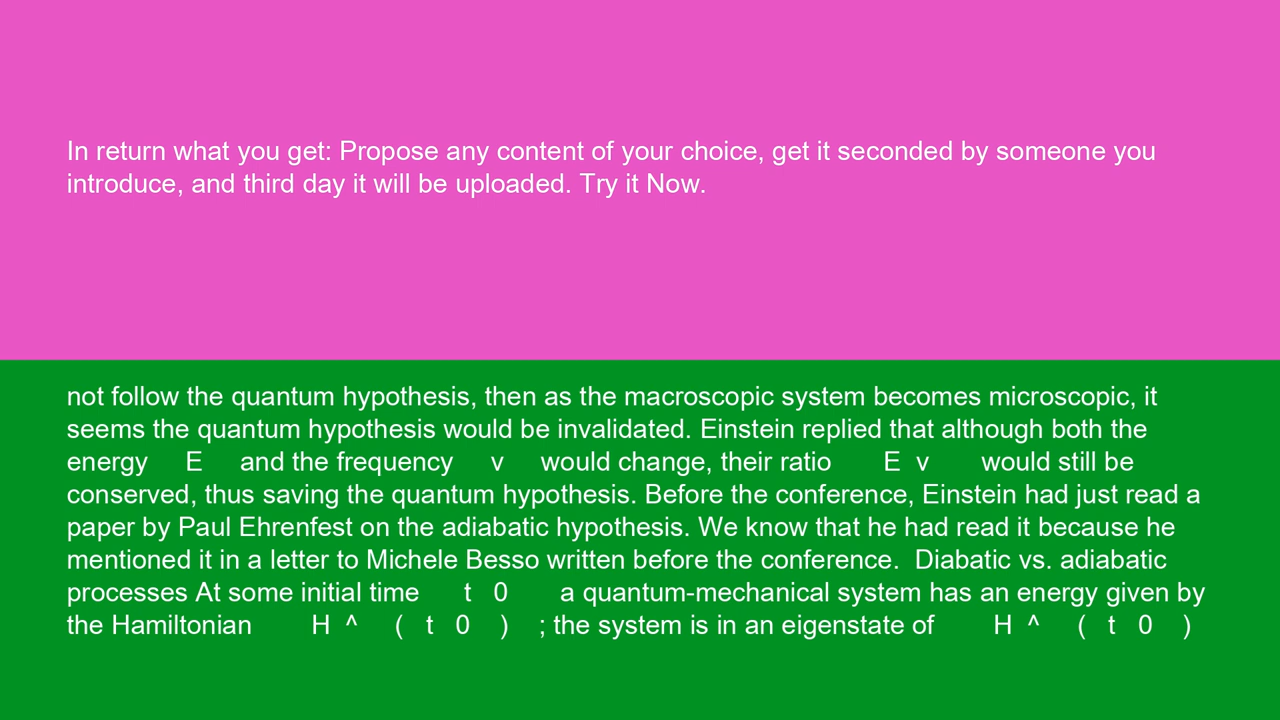 In return what you get: Propose any content of your choice, get it seconded by someone you
introduce, and third day it will be uploaded. Try it Now.
not follow the quantum hypothesis, then as the macroscopic system becomes microscopic, it
seems the quantum hypothesis would be invalidated. Einstein replied that although both the
energy E and the frequency v would change, their ratio E v would still be
conserved, thus saving the quantum hypothesis. Before the conference, Einstein had just read a
paper by Paul Ehrenfest on the adiabatic hypothesis. We know that he had read it because he
mentioned it in a letter to Michele Besso written before the conference. Diabatic vs. adiabatic
processes At some initial time t 0 a quantum-mechanical system has an energy given by
the Hamiltonian H ^ ( t 0 ) ; the system is in an eigenstate of H ^ ( t 0 )